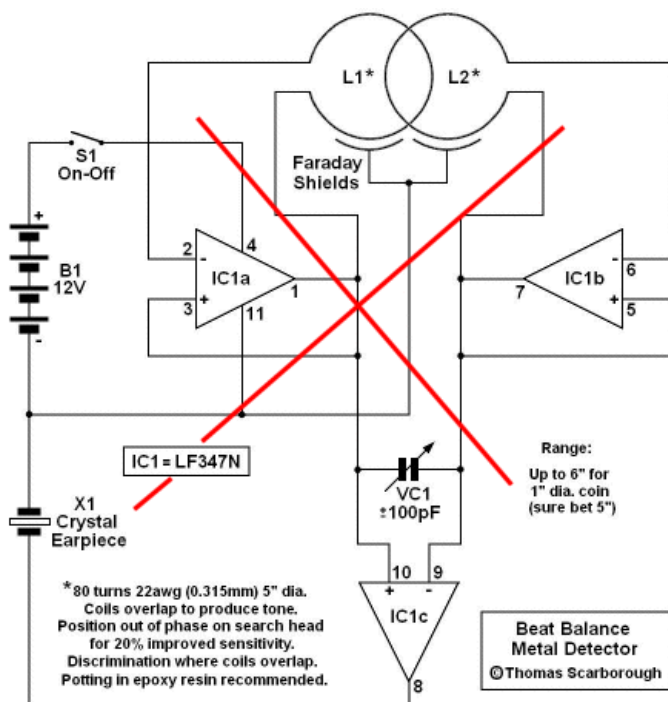 L1*
L2*
S1
On-Off
Faraday
Shields
+
B1
12V
-
2
-
4
IC1a
1
+
3
11
7
IC1b
-
6
+
5
IC1 = LF347N
VC1
±100pF
Range:
Up to 6" for
1" dia. coin
(sure bet 5")
X1
Crystal
Earpiece
10
9
+
-
IC1c
8
*80 turns 22awg (0.315mm) 5" dia.
Coils overlap to produce tone.
Position out of phase on search head
for 20% improved sensitivity.
Discrimination where coils overlap.
Potting in epoxy resin recommended.
Beat Balance
Metal Detector
© Thomas Scarborough